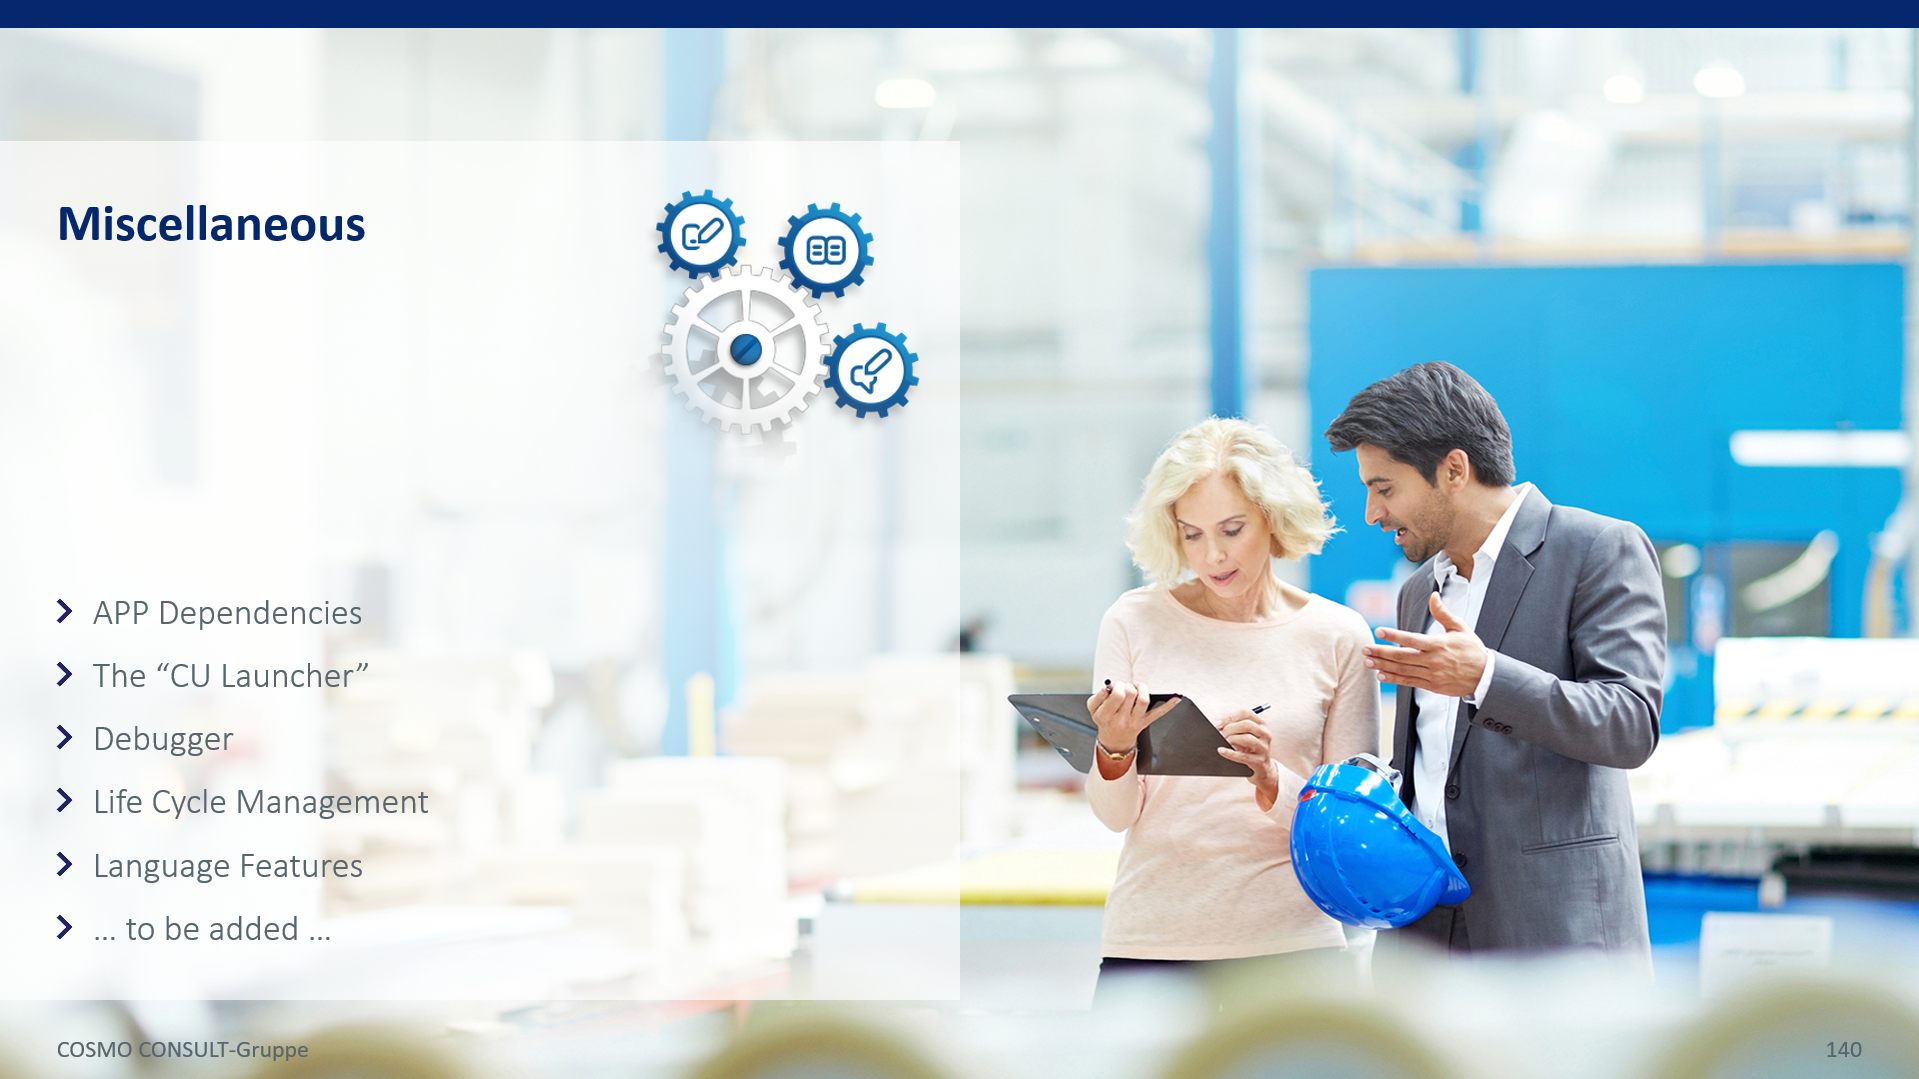 Miscellaneous
APP Dependencies
The “CU Launcher”
Debugger
Life Cycle Management
Language Features
... to be added ...
COSMO CONSULT-Gruppe
140